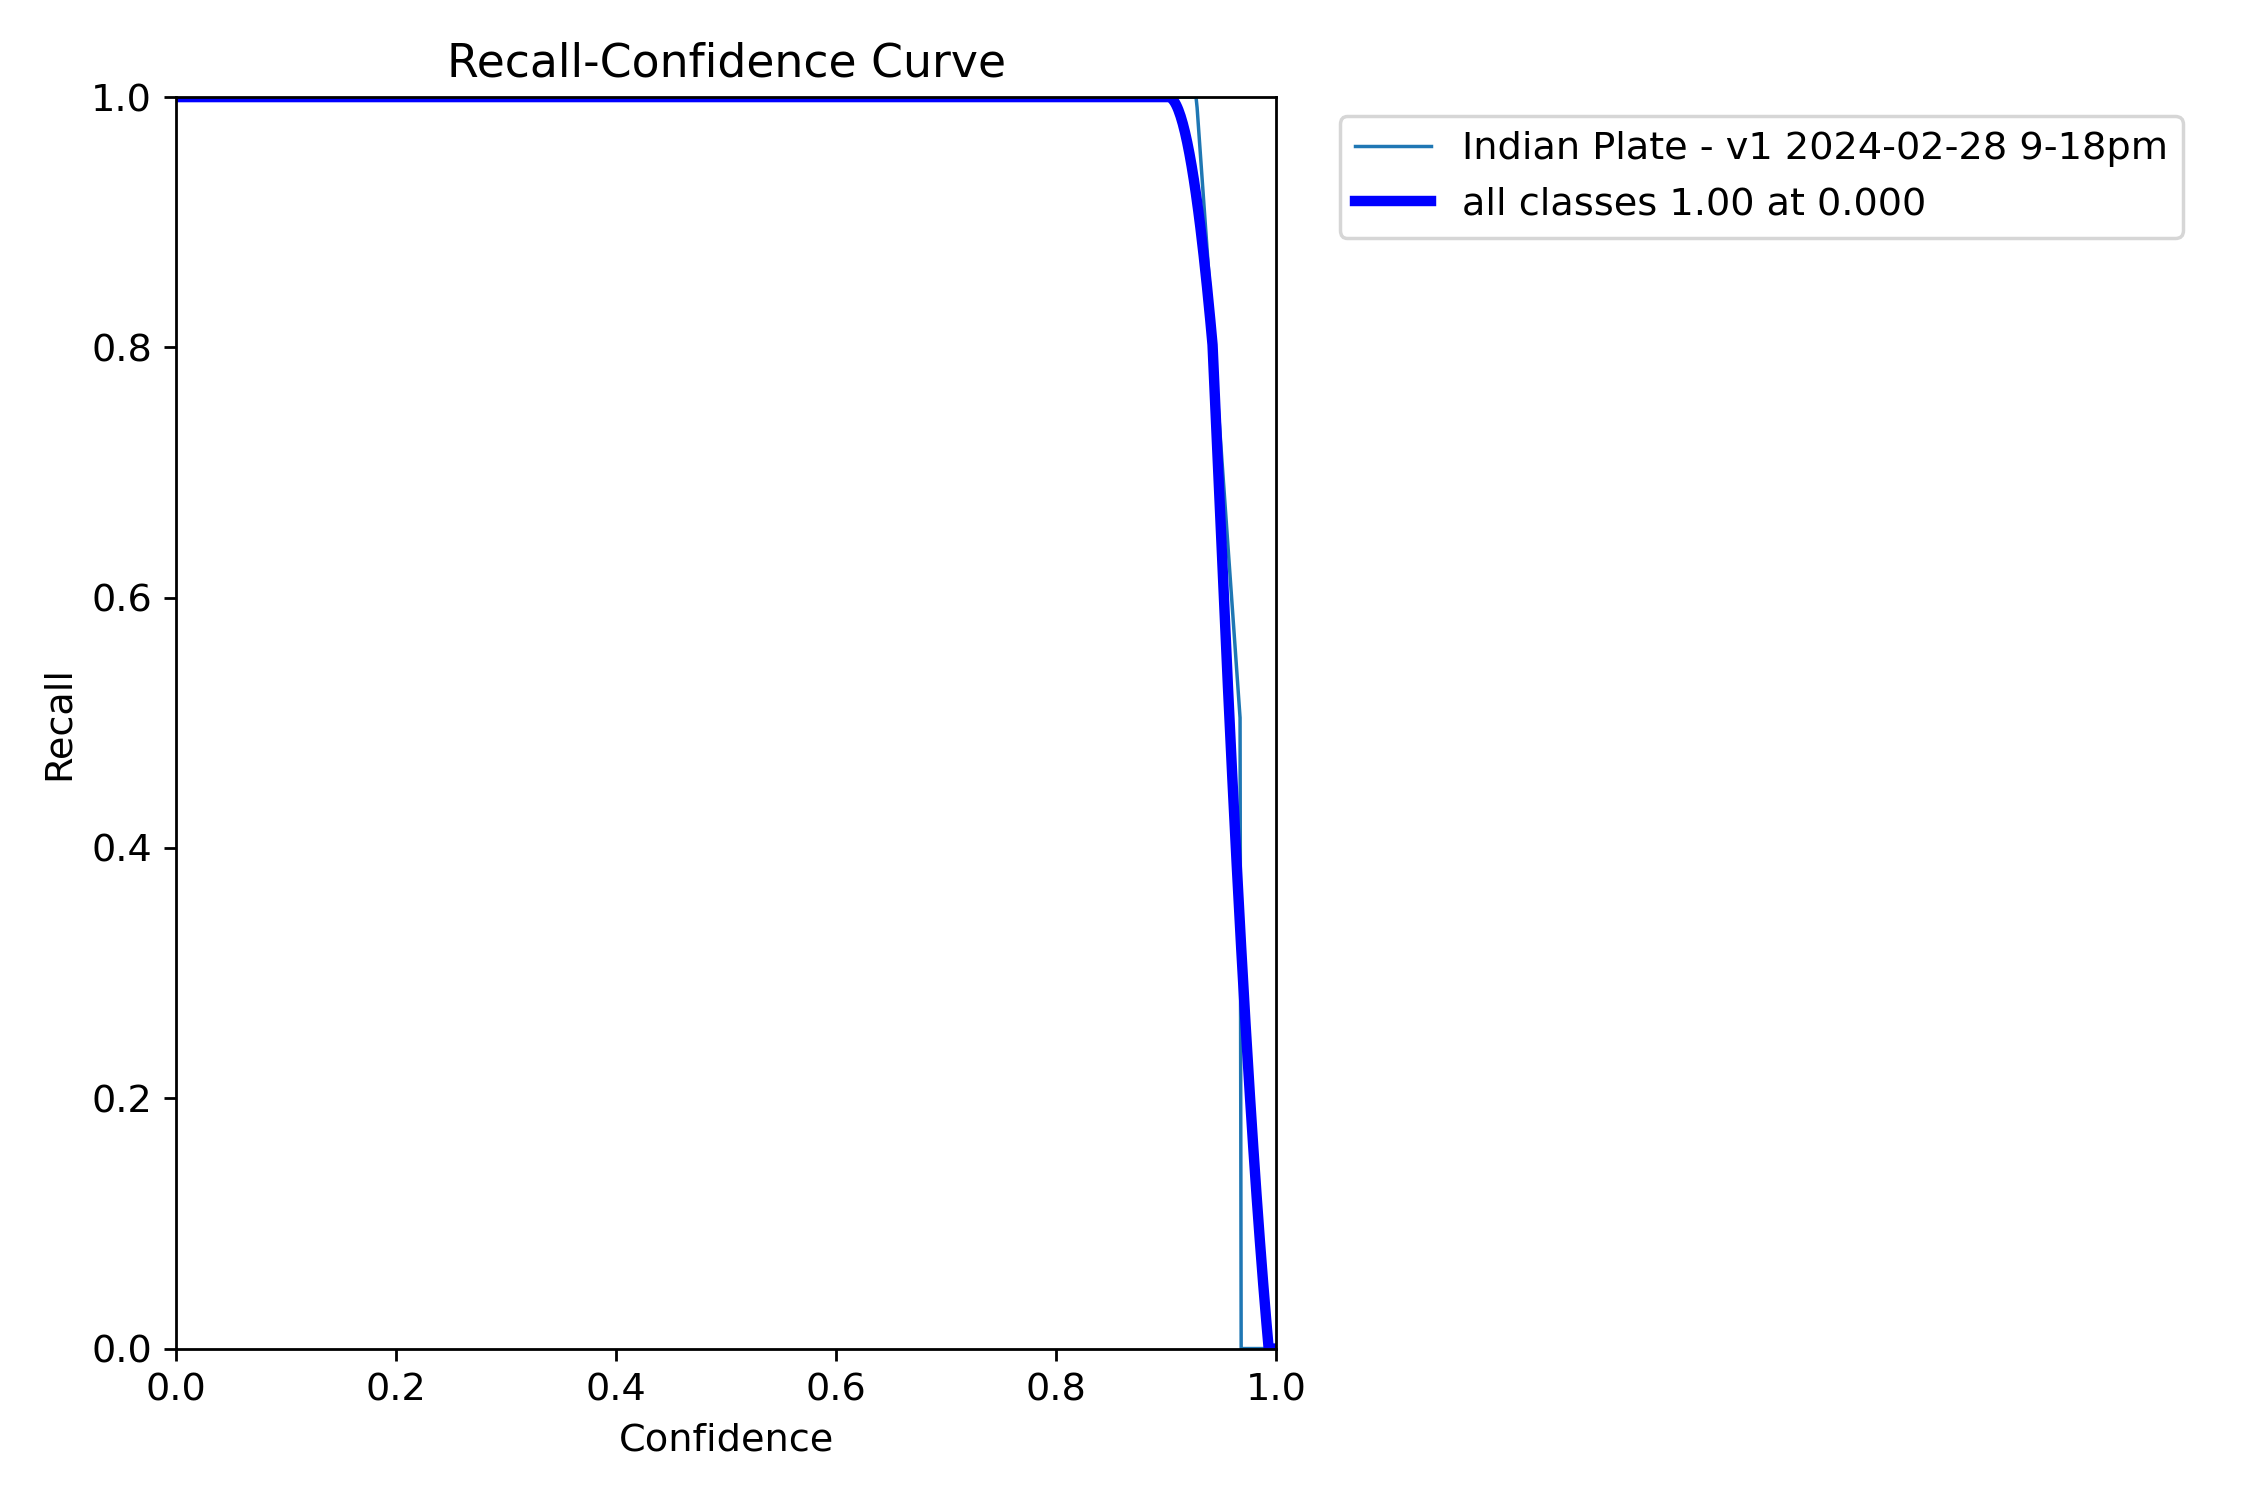 Recall-Confidence Curve
1.0
0.8
0.6
0.4
0.2
0.0
Recall
0.0 0.2 0.4 0.6 0.8 1.0
Confidence
Indian Plate - v1 2024-02-28 9-18pm
all classes 1.00 at 0.000